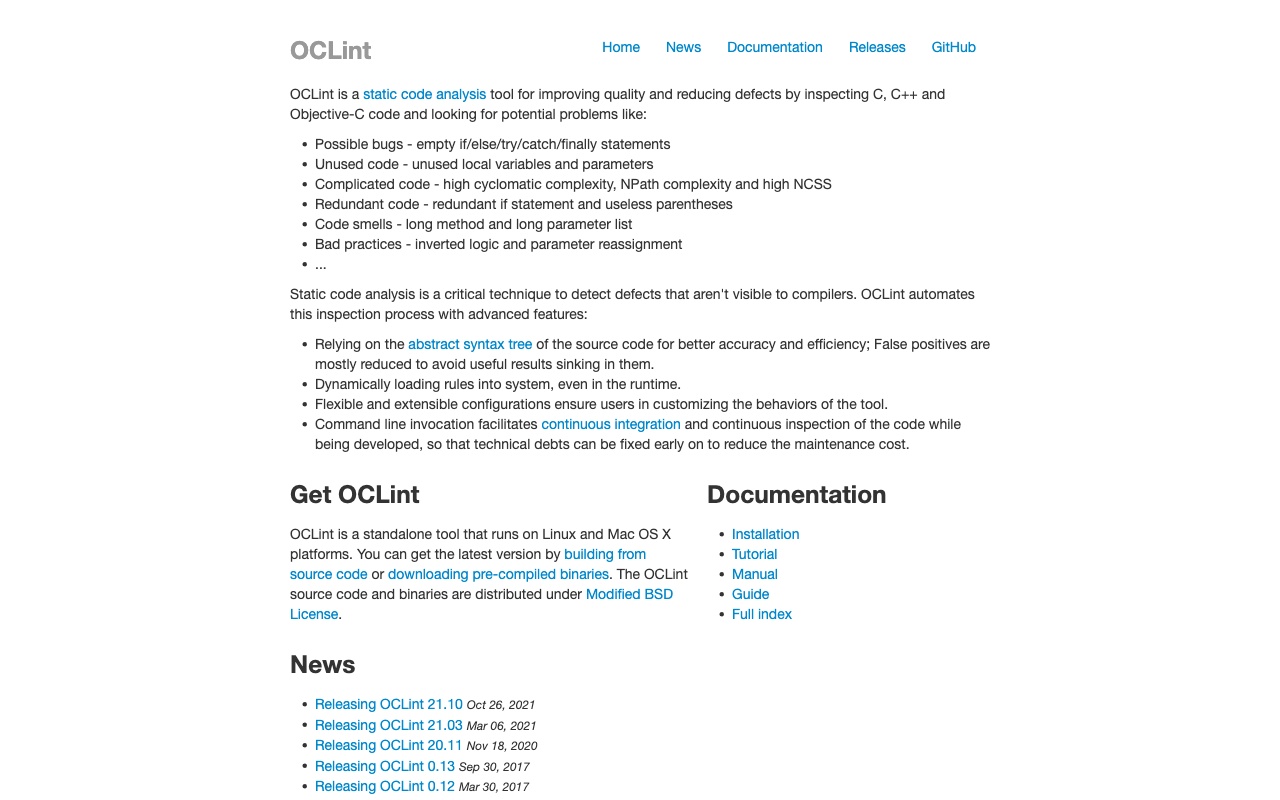 OCLint
Home News Documentation Releases GitHub
OCLint is a static code analysis tool for improving quality and reducing defects by inspecting C, C++ and
Objective-C code and looking for potential problems like:
• Possible bugs - empty if/else/try/catch/finally statements
• Unused code - unused local variables and parameters
• Complicated code - high cyclomatic complexity, NPath complexity and high NCSS
• Redundant code - redundant if statement and useless parentheses
• Code smells - long method and long parameter list
• Bad practices - inverted logic and parameter reassignment
• ...
Static code analysis is a critical technique to detect defects that aren't visible to compilers. OCLint automates
this inspection process with advanced features:
• Relying on the abstract syntax tree of the source code for better accuracy and efficiency; False positives are
mostly reduced to avoid useful results sinking in them.
• Dynamically loading rules into system, even in the runtime.
• Flexible and extensible configurations ensure users in customizing the behaviors of the tool.
• Command line invocation facilitates continuous integration and continuous inspection of the code while
being developed, so that technical debts can be fixed early on to reduce the maintenance cost.
Get OCLint
OCLint is a standalone tool that runs on Linux and Mac OS X
platforms. You can get the latest version by building from
source code or downloading pre-compiled binaries. The OCLint
source code and binaries are distributed under Modified BSD
License.
Documentation
• Installation
• Tutorial
• Manual
• Guide
• Full index
News
• Releasing OCLint 21.10 Oct 26, 2021
• Releasing OCLint 21.03 Mar 06, 2021
• Releasing OCLint 20.11 Nov 18, 2020
• Releasing OCLint 0.13 Sep 30, 2017
• Releasing OCLint 0.12 Mar 30, 2017